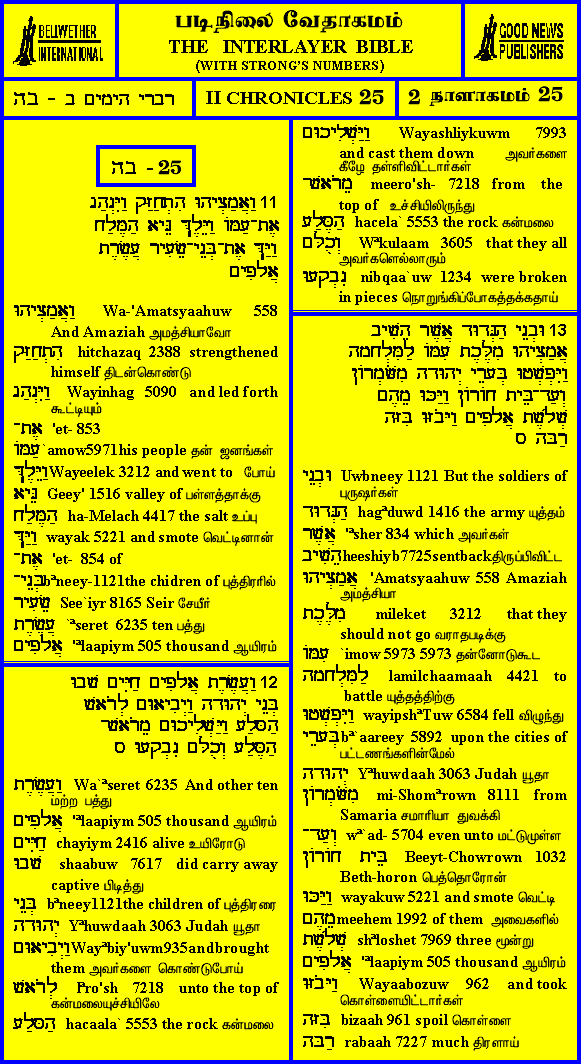 BELLWETHER
INTERNATIONAL
படிநிலை வேதாகமம்
THE INTERLAYER BIBLE
(WITH STRONG'S NUMBERS)
GOOD NEWS
PUBLISHERS
דברי הימים ב - בה
II CHRONICLES 25
2 நாளாகமம் 25
בה - 25
11 וַאֲמַצְיָהוּ הִתְחַזַּק וַיִּנְהַג
אֶת־עַמּוֹ וַיֵּלֶךְ גֵּיא הַמֶּלַח
וַיַּךְ אֶת־בְּנֵי־שֵׂעִיר עֲשֶׂרֶת
אֲלָפִים
וַאֲמַצְיָהוּ Wa-'Amatsyaahuw 558
And Amaziah அமத்சியாவோ
הִתְחַזַּק hitchazaq 2388 strengthened
himself திடன்கொண்டு
וַיִּנְהַג Wayinhag 5090 and led forth
கூட்டியும்
אֶת־ 'et- 853
עַמּוֹ `amow5971his people தன் ஜனங்கள்
וַיֵּלֶךְ Wayeelek 3212 and went to போய்
גֵּיא Geey' 1516 valley of பள்ளத்தாக்கு
הַמֶּלַח ha-Melach 4417 the salt உப்பு
וַיַּךְ wayak 5221 and smote வெட்டினான்
אֶת־ 'et- 854 of
בְּנֵי־ bªneey-1121the chidren of புத்திரரில்
שֵׂעִיר See`iyr 8165 Seir சேயீர்
עֲשֶׂרֶת `ªseret 6235 ten பத்து
אֲלָפִים 'ªlaapiym 505 thousand ஆயிரம்
12 וַעֲשֶׂרֶת אֲלָפִים חַיִּים שָׁבוּ
בְּנֵי יְהוּדָה וַיְבִיאוּם לְרֹאשׁ
הַסָּלַע וַיַּשְׁלִיכוּם מֵרֹאשׁ
הַסֶּלַע וְכֻלָּם נִבְקָעוּ ס
וַעֲשֶׂרֶת Wa`ªseret 6235 And other ten
மற்ற பத்து
אֲלָפִים 'ªlaapiym 505 thousand ஆயிரம்
חַיִּים chayiym 2416 alive உயிரோடு
שָׁבוּ shaabuw 7617 did carry away
captive பிடித்து
בְּנֵי bªneey1121the children of புத்திரரை
יְהוּדָה Yªhuwdaah 3063 Judah யூதா
וַיְבִיאוּם Wayªbiy'uwm935andbrought
them அவர்களை கொண்டுபோய்
לְרֹאשׁ lªro'sh 7218 unto the top of
கன்மலையுச்சியிலே
הַסָּלַע hacaala` 5553 the rock கன்மலை
וַיַּשְׁלִיכוּם Wayashliykuwm 7993
and cast them down அவர்களை
கீழே தள்ளிவிட்டார்கள்
מֵרֹאשׁ meero'sh- 7218 from the
top of உச்சியிலிருந்து
הַסֶּלַע hacela` 5553 the rock கன்மலை
וְכֻלָּם Wªkulaam 3605 that they all
அவர்களெல்லாரும்
נִבְקָעוּ nibqaa`uw 1234 were broken
in pieces நொறுங்கிப்போகத்தக்கதாய்
13 וּבְנֵי הַגְּדוּד אֲשֶׁר הֵשִׁיב
אֲמַצְיָהוּ מִלֶּכֶת עִמּוֹ לַמִּלְחָמָה
וַיִּפְשְׁטוּ בְּעָרֵי יְהוּדָה מִשֹּׁמְרוֹן
וְעַד־בֵּית חוֹרוֹן וַיַּכּוּ מֵהֶם
שְׁלֹשֶׁת אֲלָפִים וַיָּבֹזּוּ בִּזָּה
רַבָּה ס
וּבְנֵי Uwbneey 1121 But the soldiers of
புருஷர்கள்
הַגְּדוּד hagªduwd 1416 the army யுத்தம்
אֲשֶׁר 'ªsher 834 which அவர்கள்
הֵשִׁיב heeshiyb7725sentbackதிருப்பிவிட்ட
אֲמַצְיָהוּ 'Amatsyaahuw 558 Amaziah
அமத்சியா
מִלֶּכֶת mileket 3212 that they
should not go வராதபடிக்கு
עִמּוֹ `imow 5973 5973 தன்னோடுகூட
לַמִּלְחָמָה lamilchaamaah 4421 to
battle யுத்தத்திற்கு
וַיִּפְשְׁטוּ wayipshªTuw 6584 fell விழுந்து
בְּעָרֵי bª`aareey 5892 upon the cities of
பட்டணங்களின்மேல்
יְהוּדָה Yªhuwdaah 3063 Judah யூதா
מִשֹּׁמְרוֹן mi-Shomªrown 8111 from
Samaria சமாரியா துவக்கி
וְעַד־ wª`ad- 5704 even unto மட்டுமுள்ள
בֵּית חוֹרוֹן Beeyt-Chowrown 1032
Beth-horon பெத்தொரோன்
וַיַּכּוּ wayakuw 5221 and smote வெட்டி
מֵהֶם meehem 1992 of them அவைகளில்
שְׁלֹשֶׁת shªloshet 7969 three மூன்று
אֲלָפִים 'ªlaapiym 505 thousand ஆயிரம்
וַיָּבֹזּוּ Wayaabozuw 962 and took
கொள்ளையிட்டார்கள்
בִּזָּה bizaah 961 spoil கொள்ளை
רַבָּה rabaah 7227 much திரளாய்